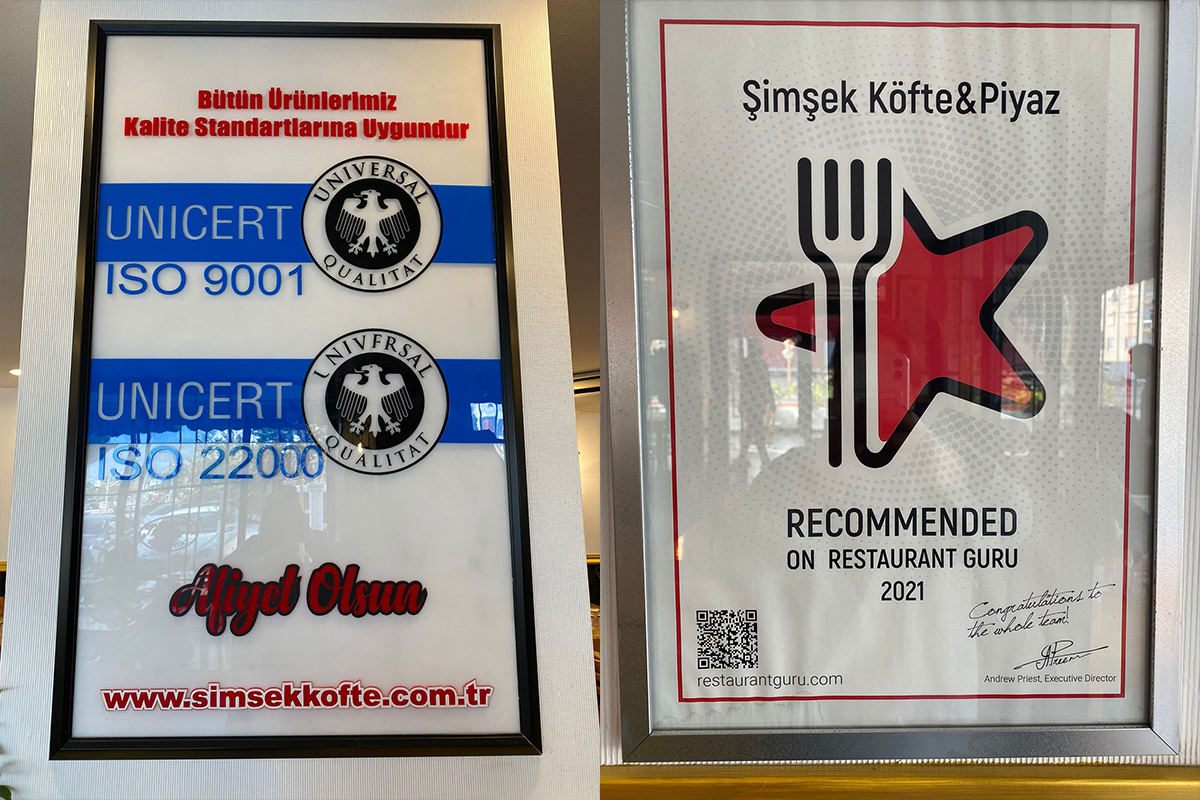 Bütün Ürünlerimiz
Kalite Standartlarına Uygundur
UNICERT
UNIVERSAL
QUALITAT
ISO 9001
UNICERT
UNIVERSAL
QUALITAT
ISO 22000
Afiyet Olsun
www.simsekkofte.com.tr
Şimşek Köfte&Piyaz
RECOMMENDED
ON RESTAURANT GURU
2021
Congratulations to
the whole team!
restaurantguru.com
Andrew Priest, Executive Director